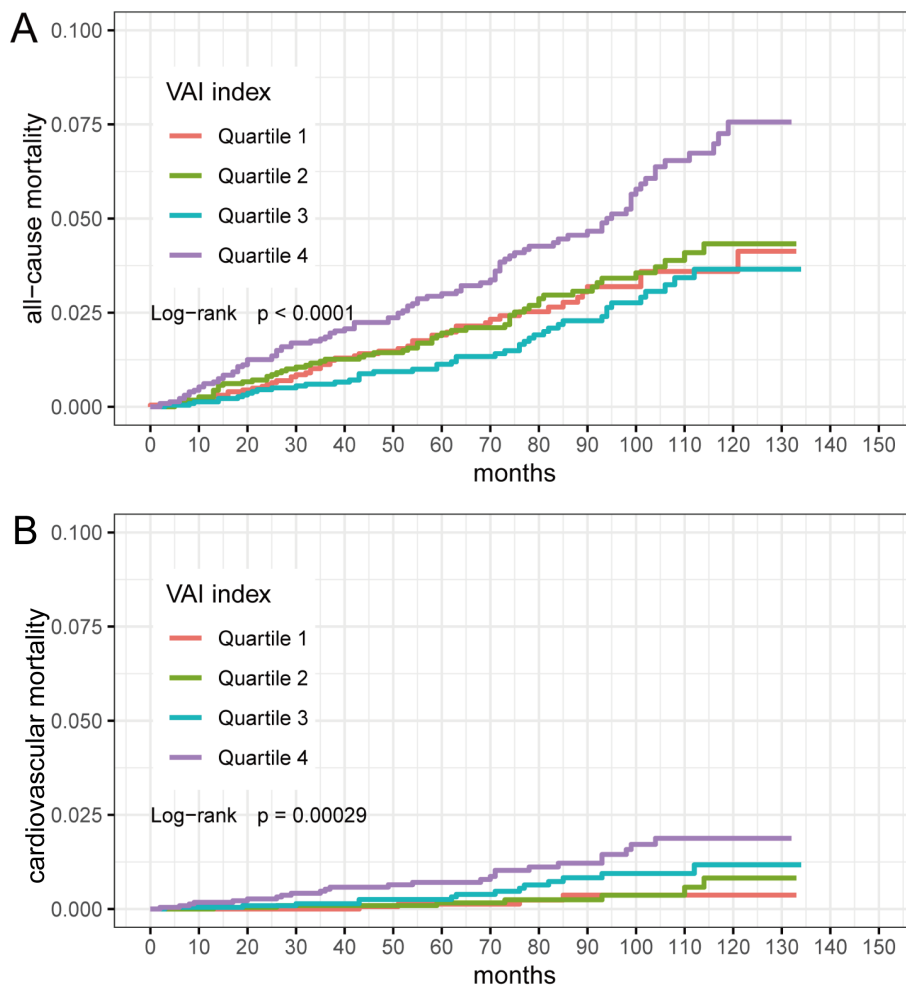 A
all-cause mortality
0.100
0.075
0.050
0.025
0.000
VAI index
Quartile 1
Quartile 2
Quartile 3
Quartile 4
Log−rank p < 0.0001
0 10 20 30 40 50 60 70 80 90 100 110 120 130 140 150
months
B
cardiovascular mortality
0.100
0.075
0.050
0.025
0.000
VAI index
Quartile 1
Quartile 2
Quartile 3
Quartile 4
Log−rank p = 0.00029
0 10 20 30 40 50 60 70 80 90 100 110 120 130 140 150
months